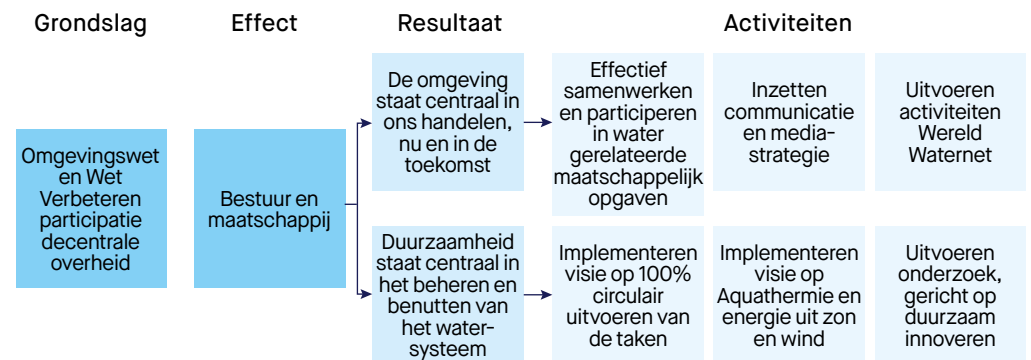 Grondslag
Effect
Resultaat
Activiteiten
Omgevingswet
en Wet
Verbeteren
participatie
decentrale
overheid
Bestuur en
maatschappij
De omgeving
staat centraal in
ons handelen,
nu en in de
toekomst
Effectief
samenwerken
en participeren
in water
gerelateerde
maatschappelijk
opgaven
Inzetten
communicatie
en media-
strategie
Uitvoeren
activiteiten
Wereld
Waternet
Duurzaamheid
staat centraal in
het beheren en
benutten van
het water-
systeem
Implementeren
visie op 100%
circulair
uitvoeren van
de taken
Implementeren
visie op
Aquathermie en
energie uit zon
en wind
Uitvoeren
onderzoek,
gericht op
duurzaam
innoveren